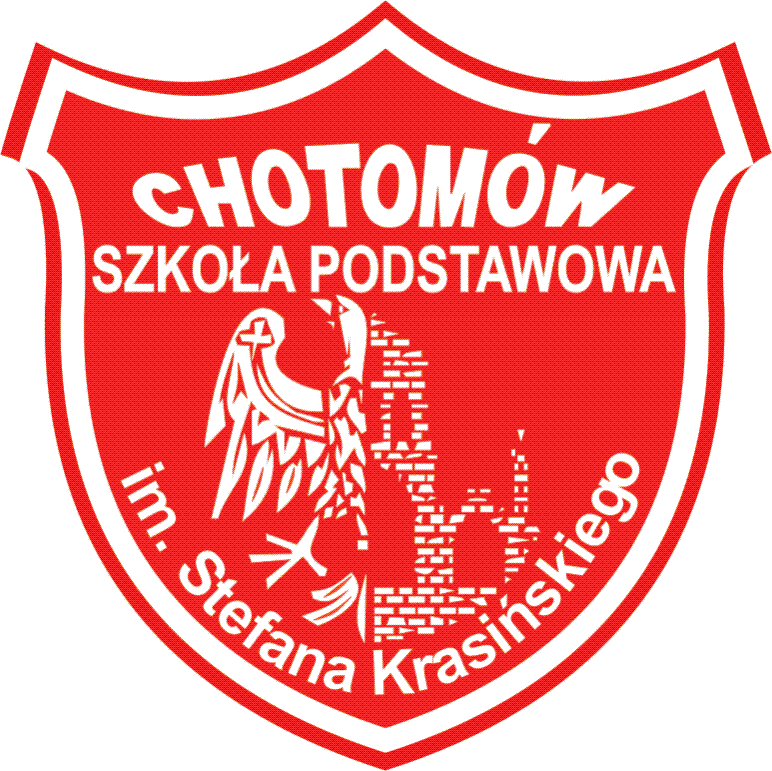 CHOTOMÓW
SZKOŁA PODSTAWOWA
im. Stefana Krasińskiego